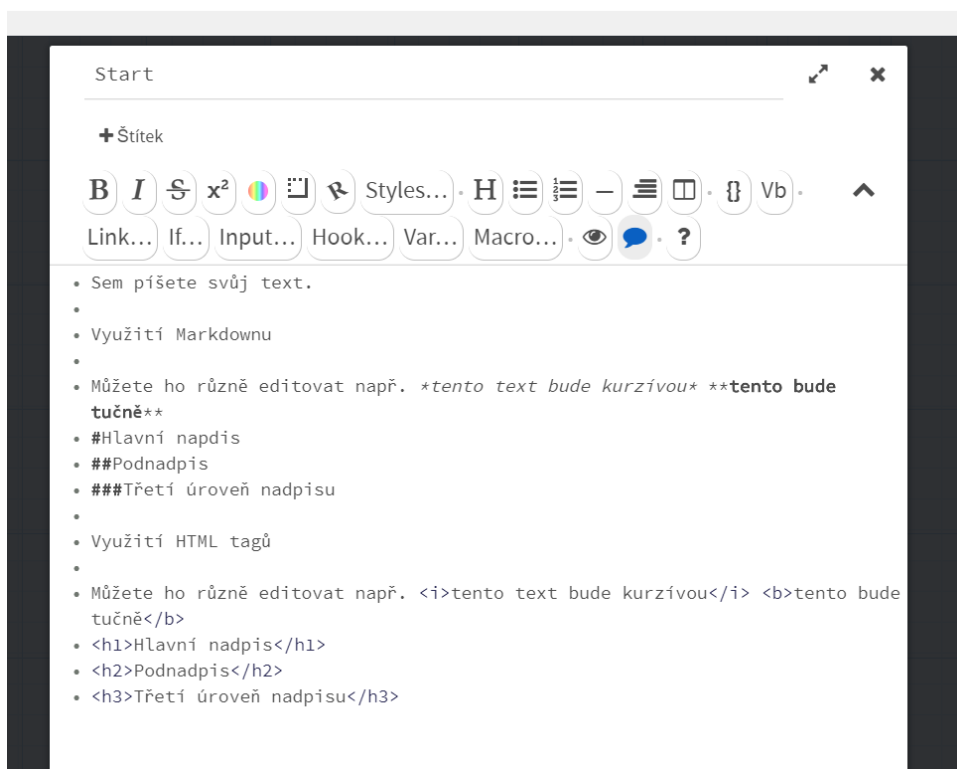 Start
Štítek
B I S x² Styles... H {} Vb
Link... If... Input... Hook... Var... Macro... ?
• Sem píšete svůj text.
•
• Využití Markdownu
•
• Můžete ho různě editovat např. *tento text bude kurzívou* **tento bude
tučně**
• #Hlavní napdis
• ##Podnadpis
• ###Třetí úroveň nadpisu
•
• Využití HTML tagů
•
• Můžete ho různě editovat např. <i>tento text bude kurzívou</i> <b>tento bude
tučně</b>
• <h1>Hlavní nadpis</h1>
• <h2>Podnadpis</h2>
• <h3>Třetí úroveň nadpisu</h3>